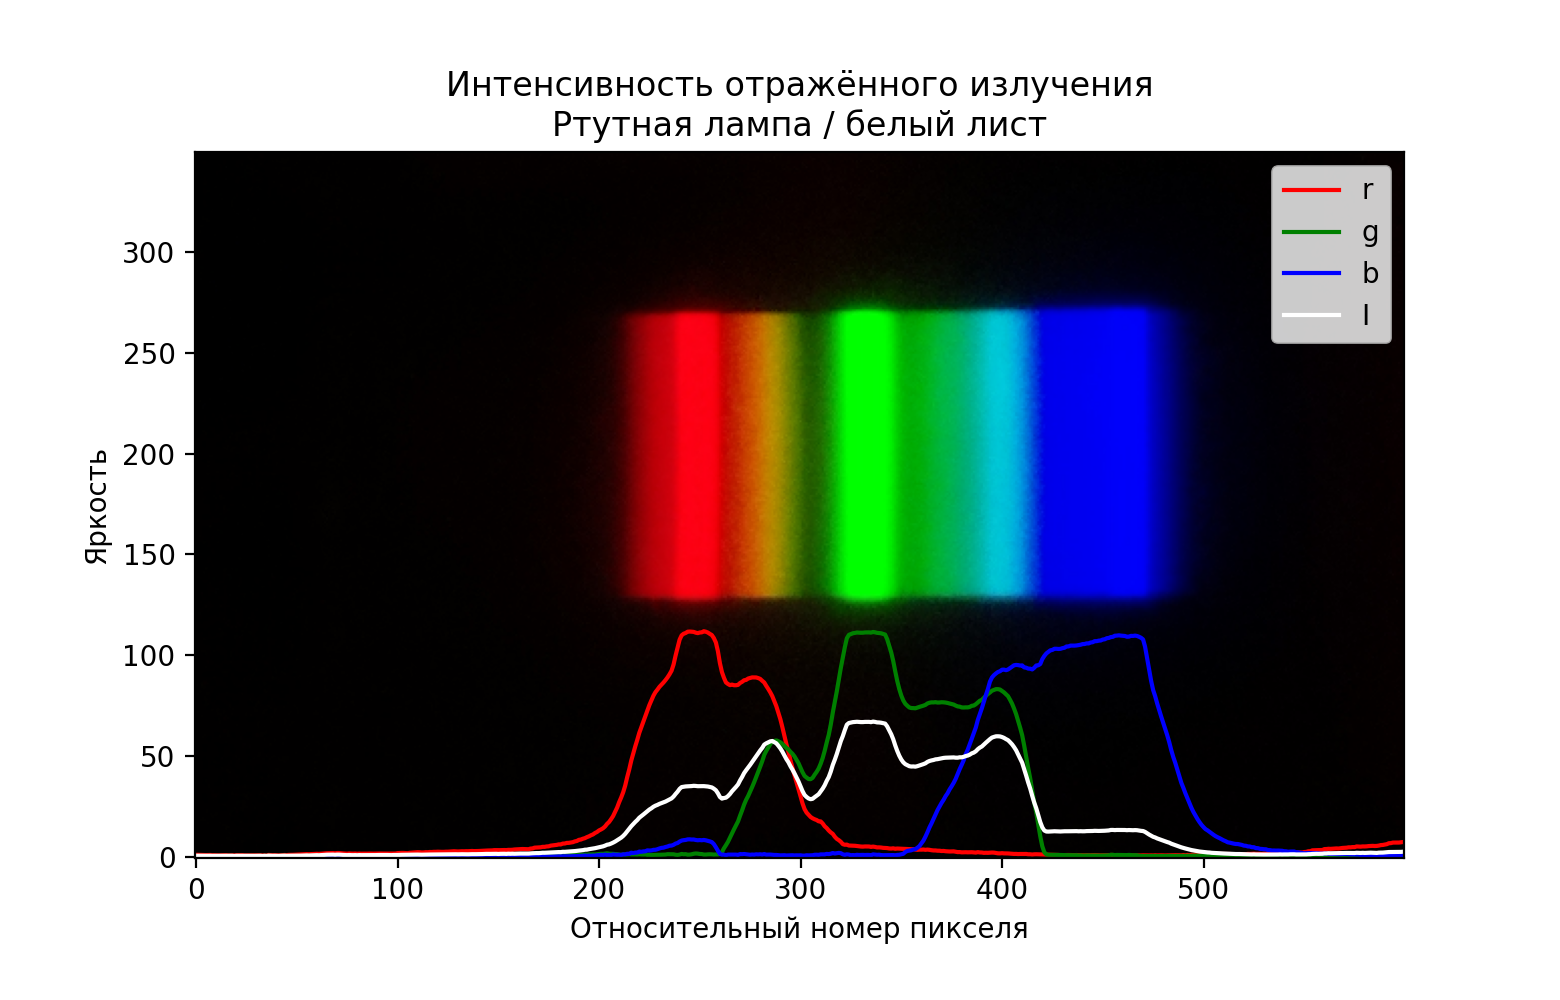 Интенсивность отражённого излучения
Ртутная лампа / белый лист
r
g
b
l
300
250
200
150
100
50
0
Яркость
0 100 200 300 400 500
Относительный номер пикселя